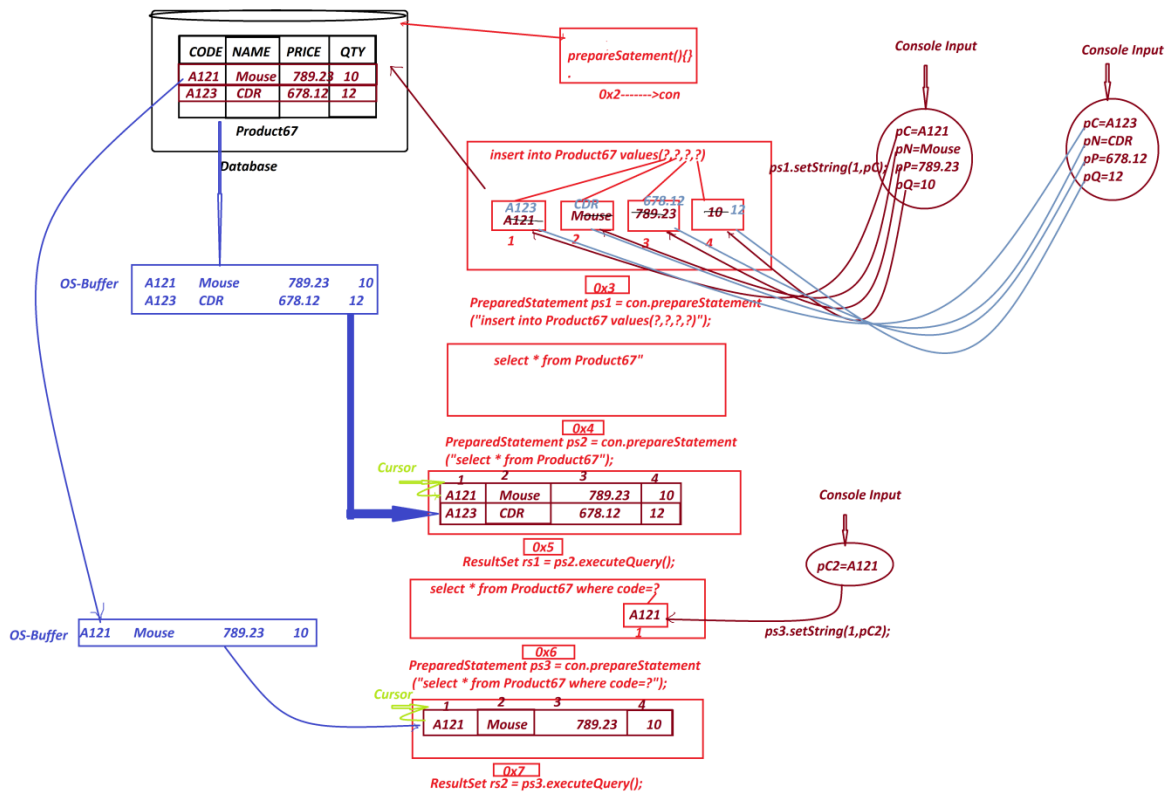 CODE NAME PRICE QTY
A121 Mouse 789.23 10
A123 CDR 678.12 12
Product67
Database
prepareSatement(){}
.
0x2------->con
Console Input
pC=A121
pN=Mouse
pP=789.23
pQ=10
Console Input
pC=A123
pN=CDR
pP=678.12
pQ=12
ps1.setString(1,pC);
insert into Product67 values(?,?,?,?)
A123 CDR 678.12 12
A121 Mouse 789.23 10
1 2 3 4
0x3
PreparedStatement ps1 = con.prepareStatement
("insert into Product67 values(?,?,?,?)");
OS-Buffer
A121 Mouse 789.23 10
A123 CDR 678.12 12
select * from Product67"
0x4
PreparedStatement ps2 = con.prepareStatement
("select * from Product67");
Cursor
1 2 3 4
A121 Mouse 789.23 10
A123 CDR 678.12 12
0x5
ResultSet rs1 = ps2.executeQuery();
Console Input
pC2=A121
ps3.setString(1,pC2);
select * from Product67 where code=?
A121
1
0x6
PreparedStatement ps3 = con.prepareStatement
("select * from Product67 where code=?");
OS-Buffer
A121 Mouse 789.23 10
Cursor
1 2 3 4
A121 Mouse 789.23 10
0x7
ResultSet rs2 = ps3.executeQuery();